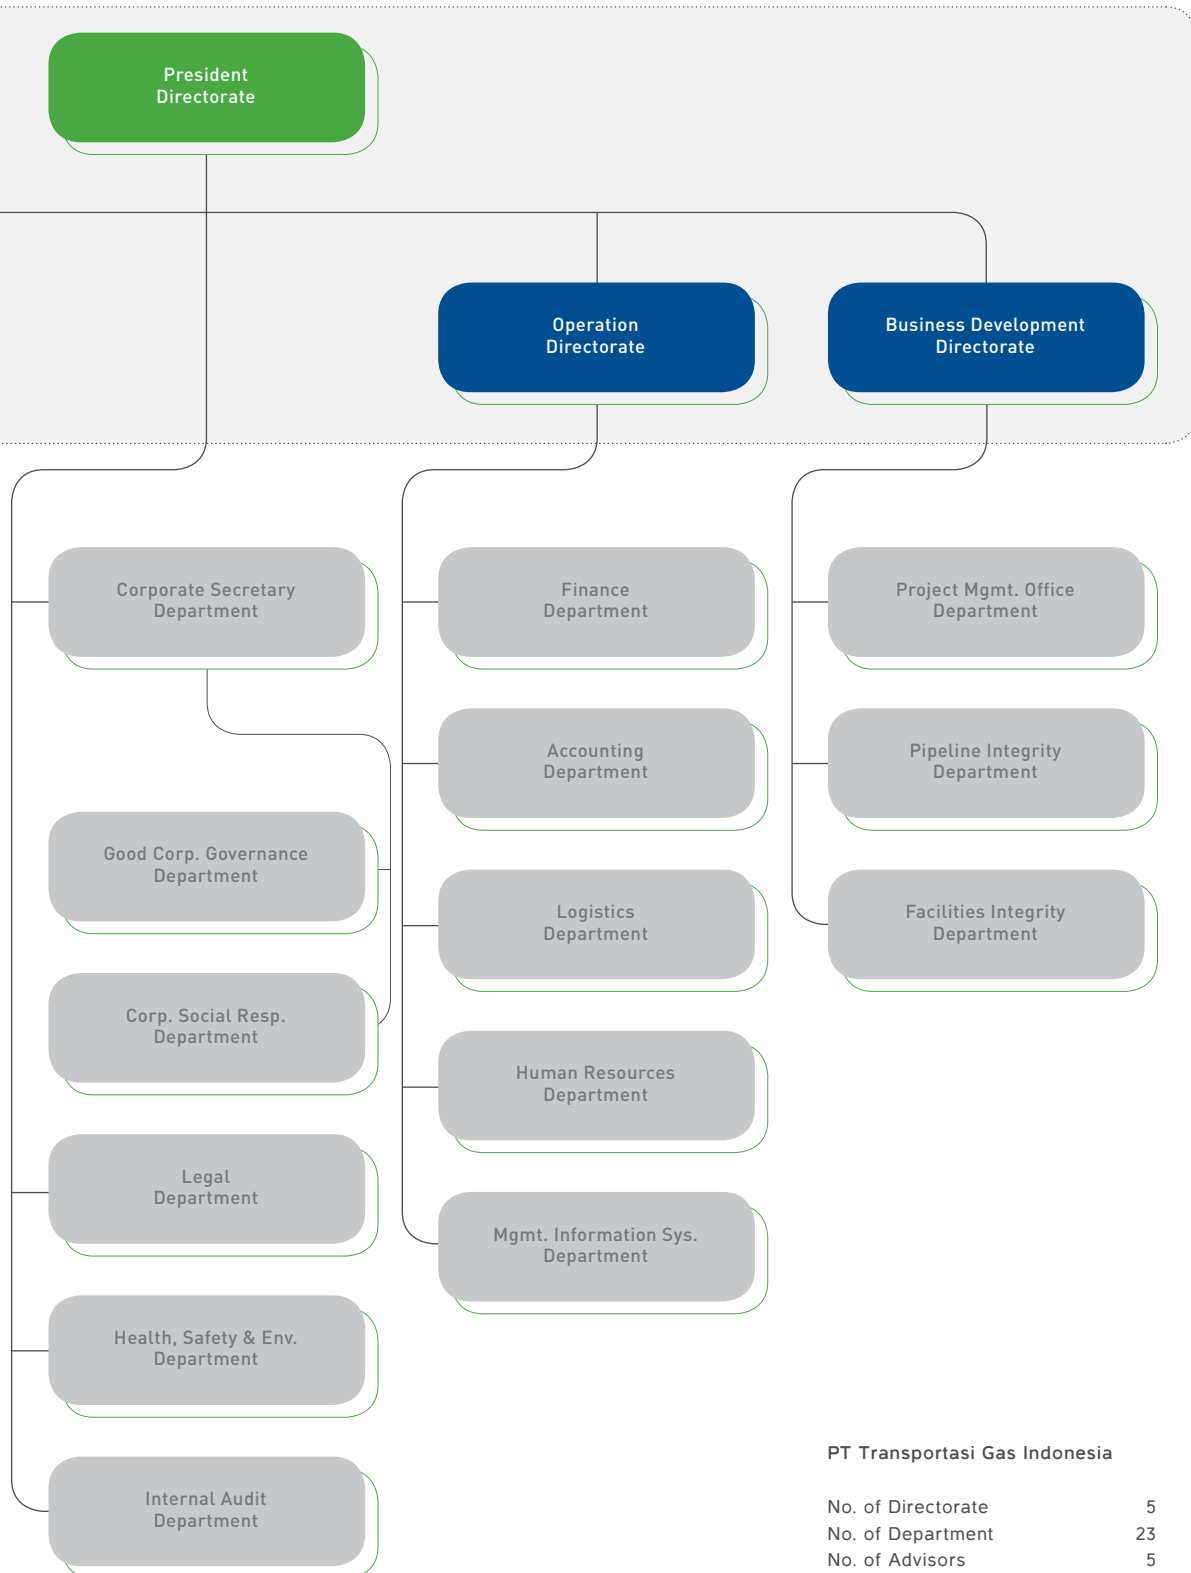 President
Directorate
Operation
Directorate
Business Development
Directorate
Corporate Secretary
Department
Good Corp. Governance
Department
Corp. Social Resp.
Department
Legal
Department
Health, Safety & Env.
Department
Internal Audit
Department
Finance
Department
Accounting
Department
Logistics
Department
Human Resources
Department
Mgmt. Information Sys.
Department
Project Mgmt. Office
Department
Pipeline Integrity
Department
Facilities Integrity
Department
PT Transportasi Gas Indonesia
No. of Directorate 5
No. of Department 23
No. of Advisors 5